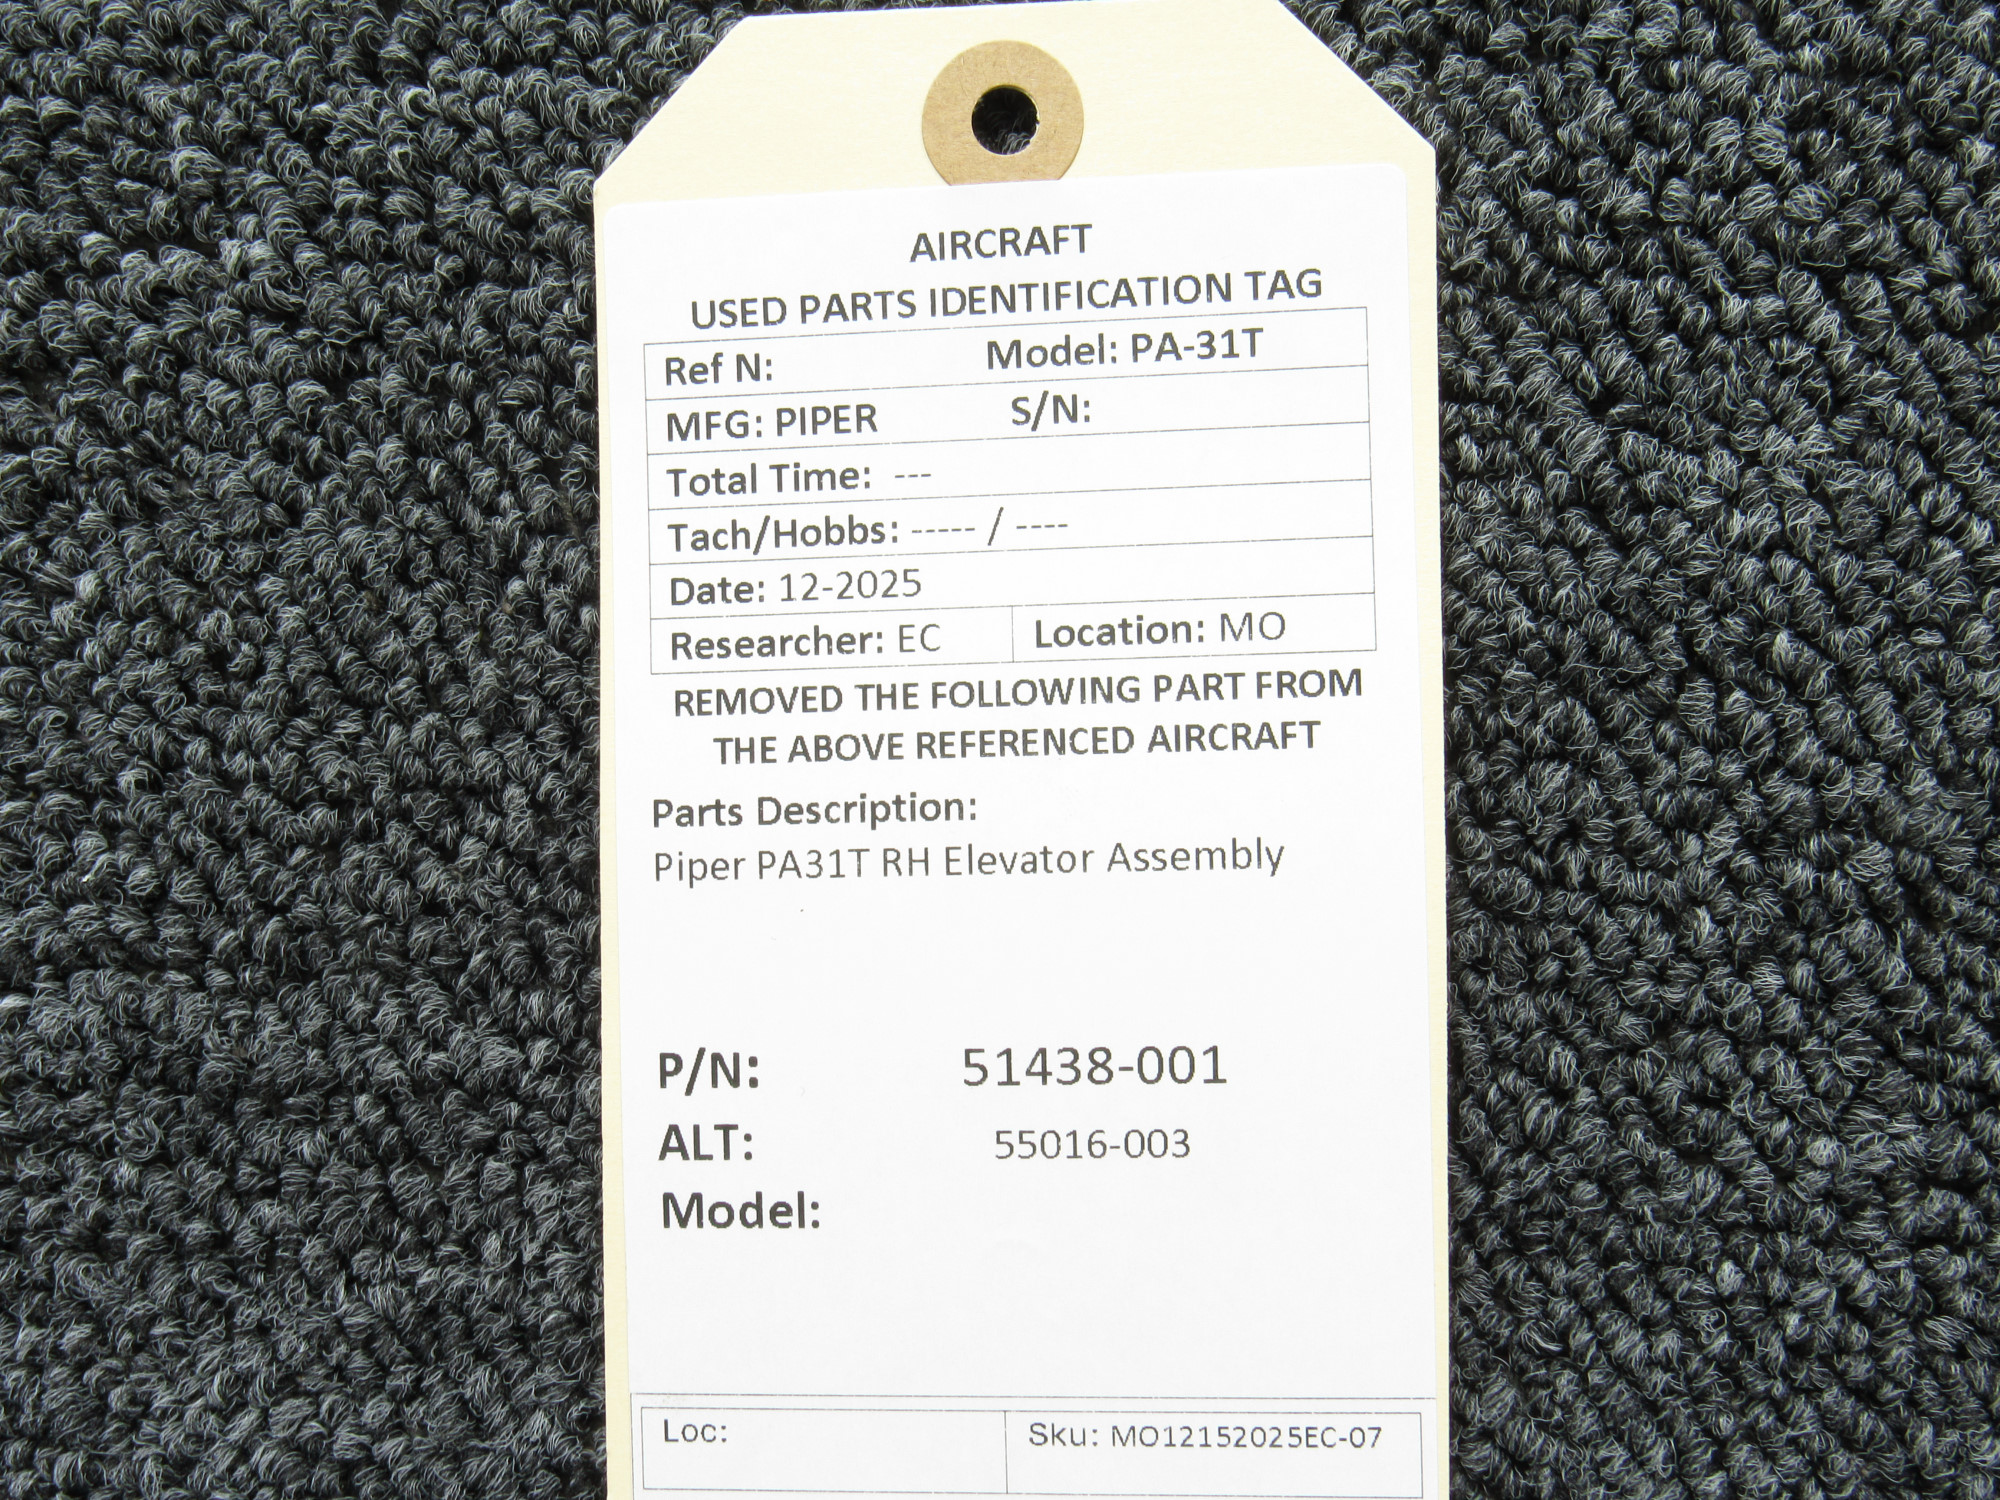 AIRCRAFT
USED PARTS IDENTIFICATION TAG
Ref N: Model: PA-31T
MFG: PIPER S/N:
Total Time: ---
Tach/Hobbs: ----- / ----
Date: 12-2025
Researcher: EC Location: MO
REMOVED THE FOLLOWING PART FROM
THE ABOVE REFERENCED AIRCRAFT
Parts Description:
Piper PA31T RH Elevator Assembly
P/N: 51438-001
ALT: 55016-003
Model:
Loc: Sku: MO12152025EC-07